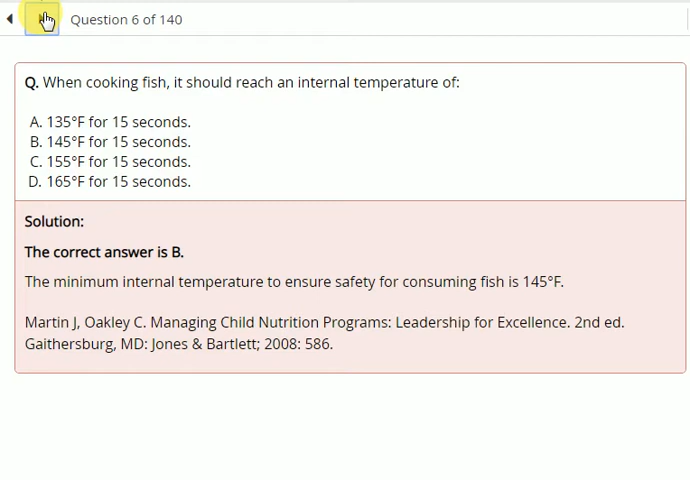 Question 6 of 140
Q. When cooking fish, it should reach an internal temperature of:
A. 135°F for 15 seconds.
B. 145°F for 15 seconds.
C. 155°F for 15 seconds.
D. 165°F for 15 seconds.
Solution:
The correct answer is B.
The minimum internal temperature to ensure safety for consuming fish is 145°F.
Martin J, Oakley C. Managing Child Nutrition Programs: Leadership for Excellence. 2nd ed.
Gaithersburg, MD: Jones & Bartlett; 2008: 586.